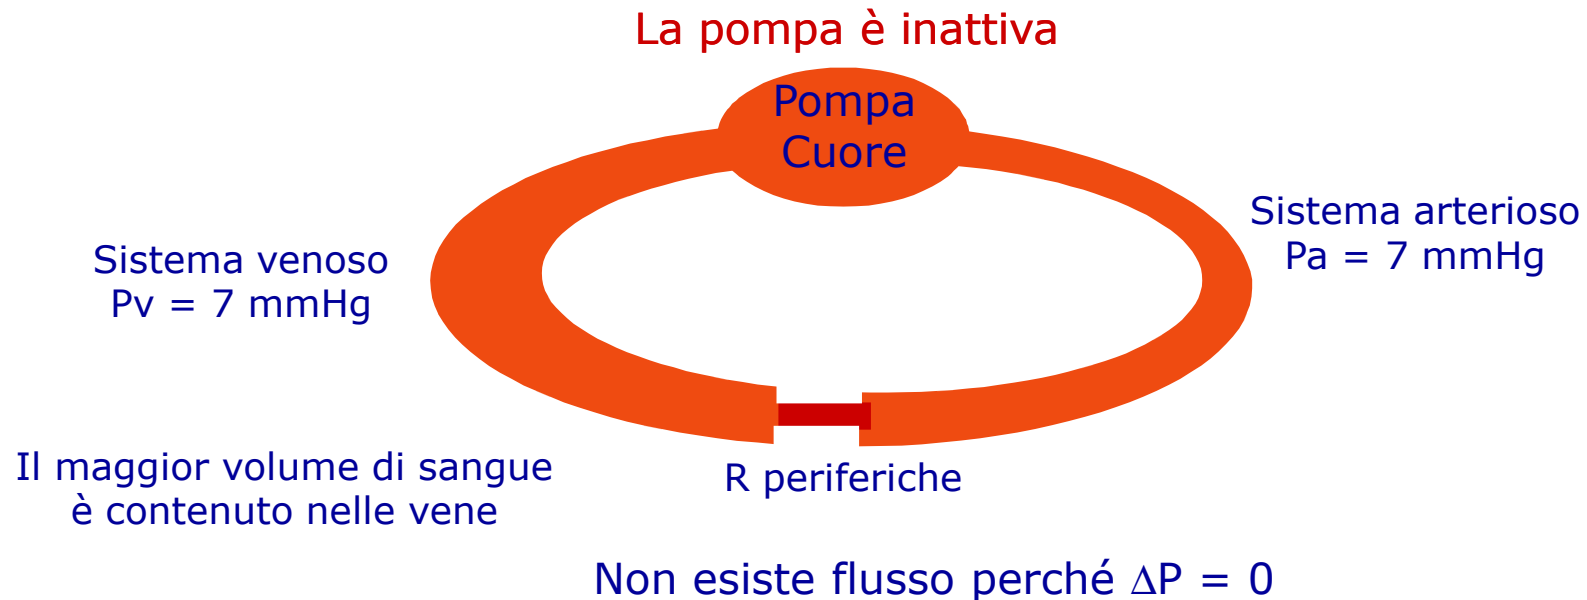 La pompa è inattiva
Pompa
Cuore
Sistema arterioso
Pa = 7 mmHg
Sistema venoso
Pv = 7 mmHg
Il maggior volume di sangue
è contenuto nelle vene
R periferiche
Non esiste flusso perché ΔP = 0